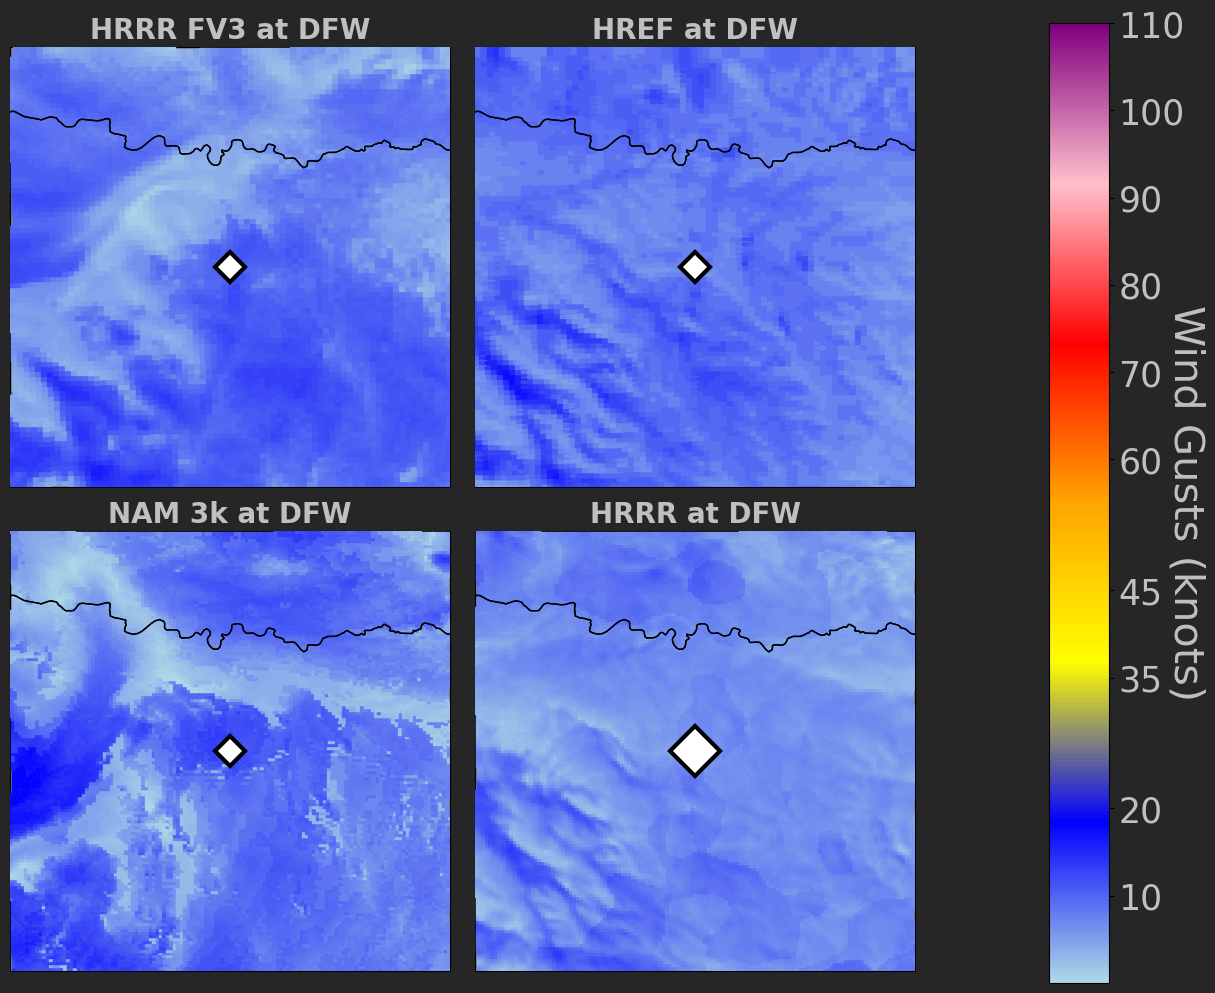 HRRR FV3 at DFW
HREF at DFW
NAM 3k at DFW
HRRR at DFW
110
100
90
80
70
60
45
35
20
10
Wind Gusts (knots)